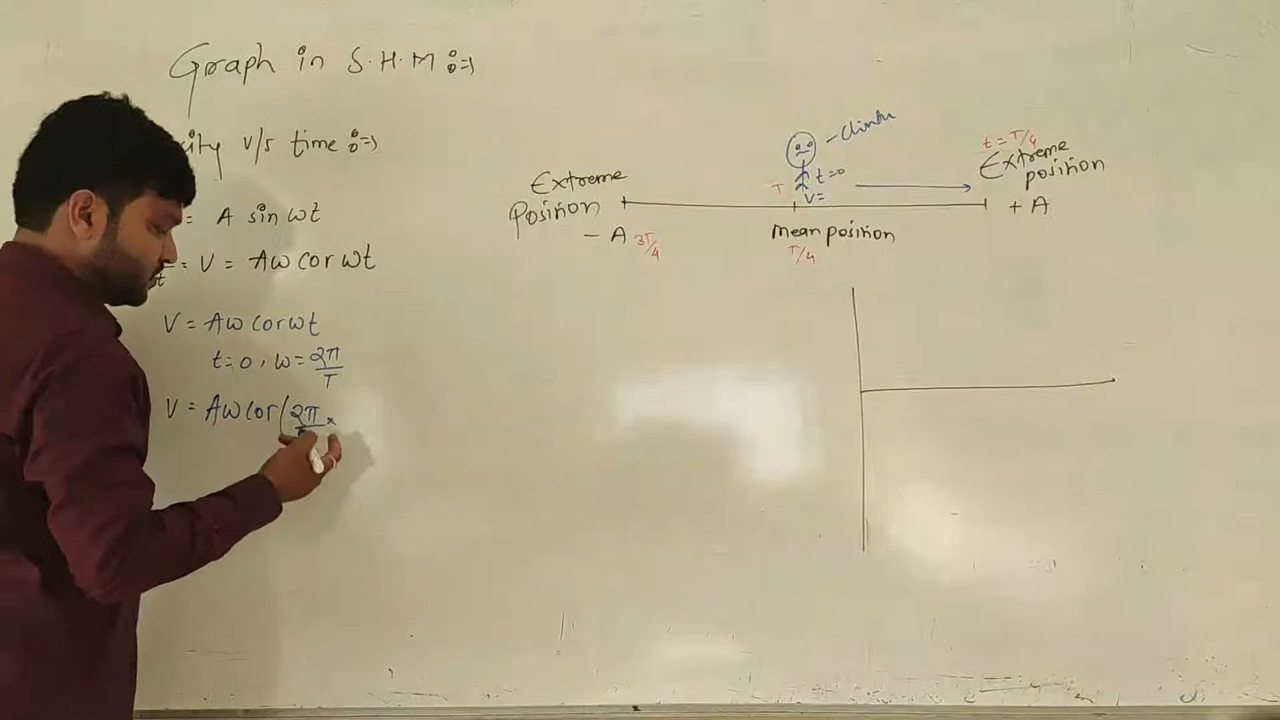 Graph in S.H.M :=>
city v/s time :=>
= A sin ωt
= V = Aω cos ωt
V = Aω cos ωt
t=0, ω = 2π/T
V = Aω cos (2π ×
t = T/4
Extreme position
+ A
t=0
V=
T
Extreme Position
- A 3T/4
mean position
T/4